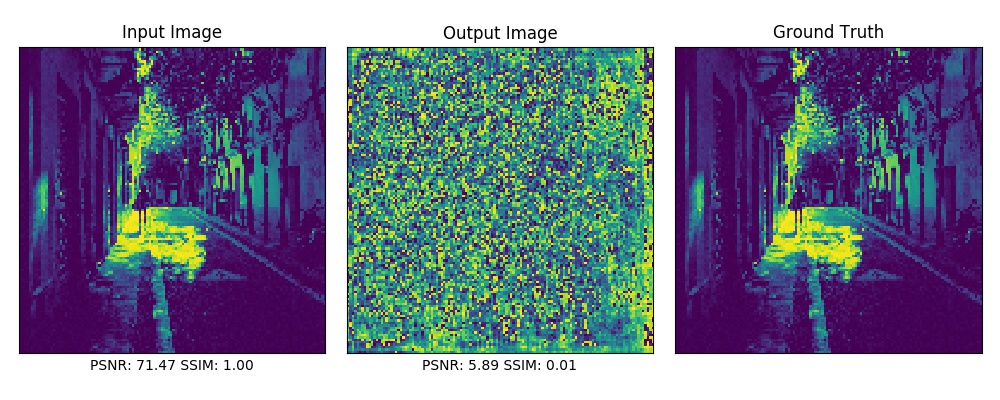 Input Image
Output Image
Ground Truth
PSNR: 71.47 SSIM: 1.00
PSNR: 5.89 SSIM: 0.01